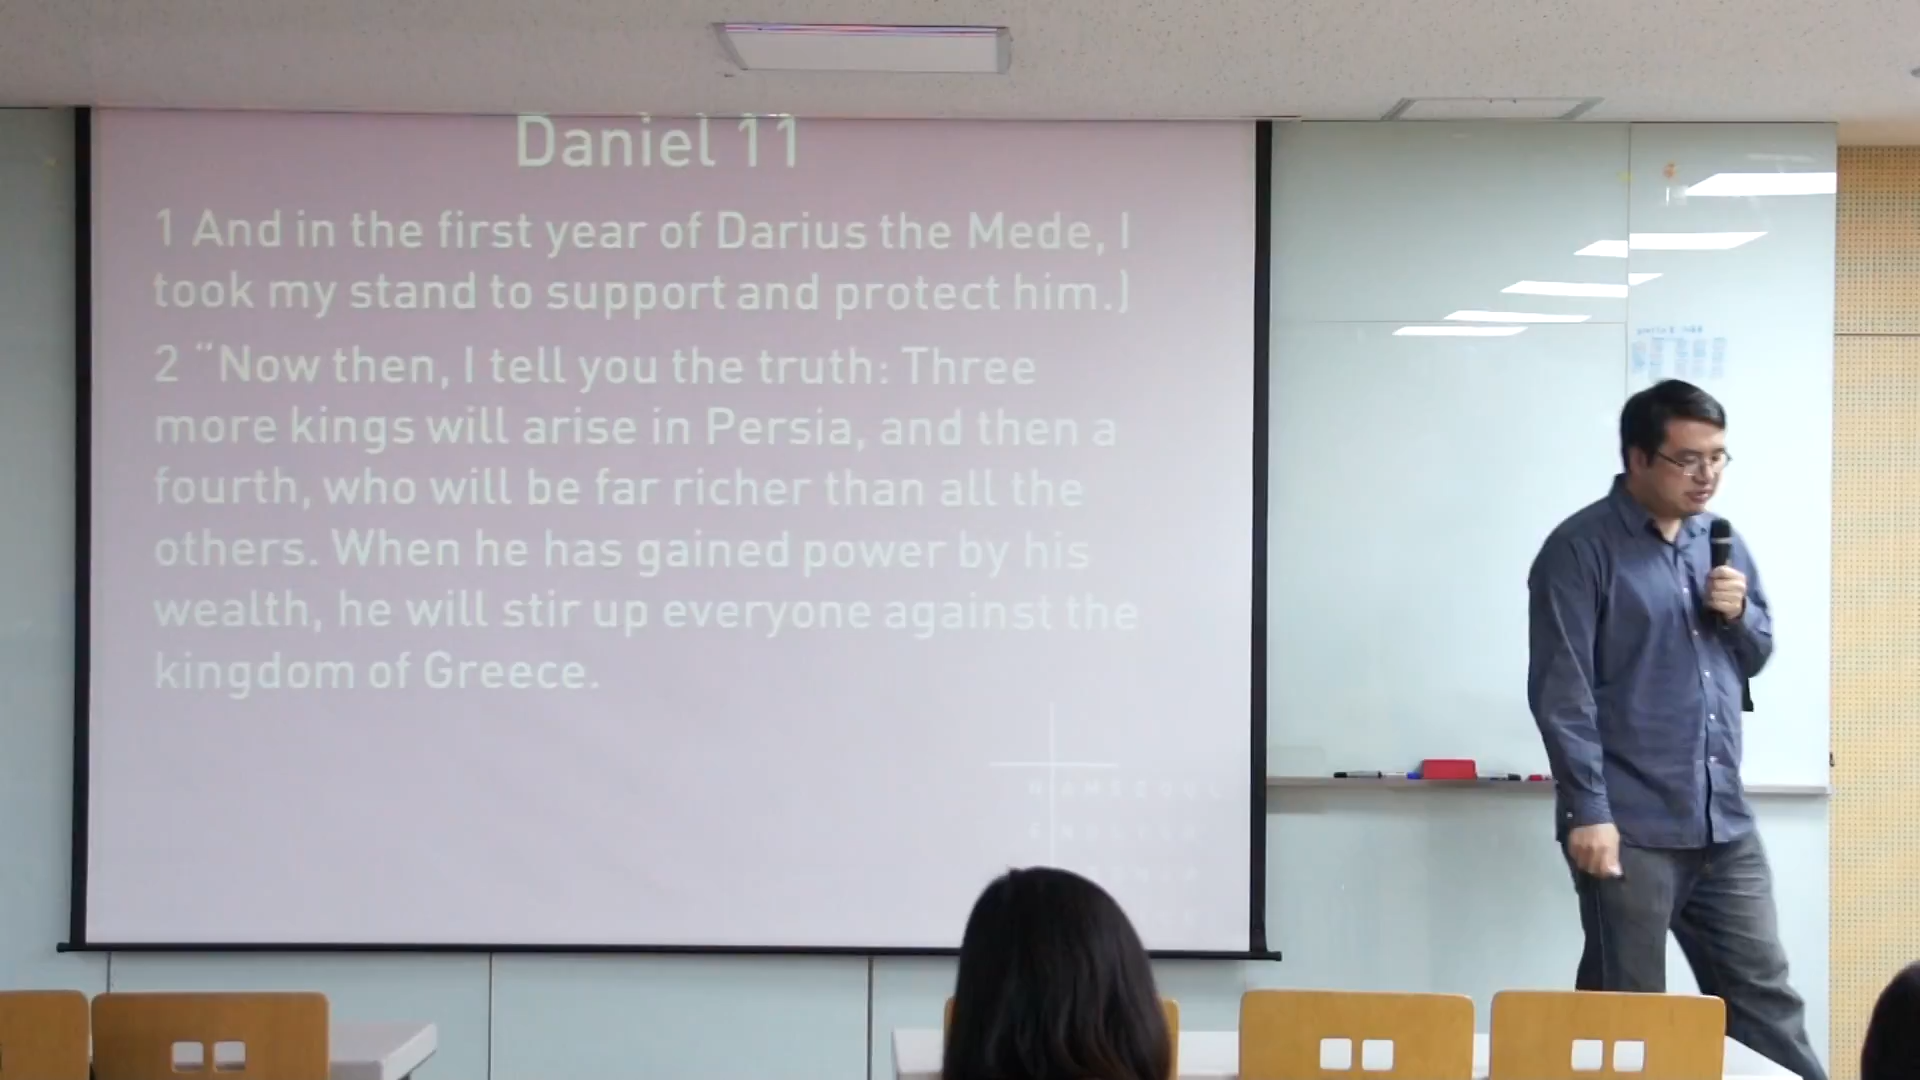 Daniel 11
1 And in the first year of Darius the Mede, I
took my stand to support and protect him.)
2 “Now then, I tell you the truth: Three
more kings will arise in Persia, and then a
fourth, who will be far richer than all the
others. When he has gained power by his
wealth, he will stir up everyone against the
kingdom of Greece.
NAMSEOUL